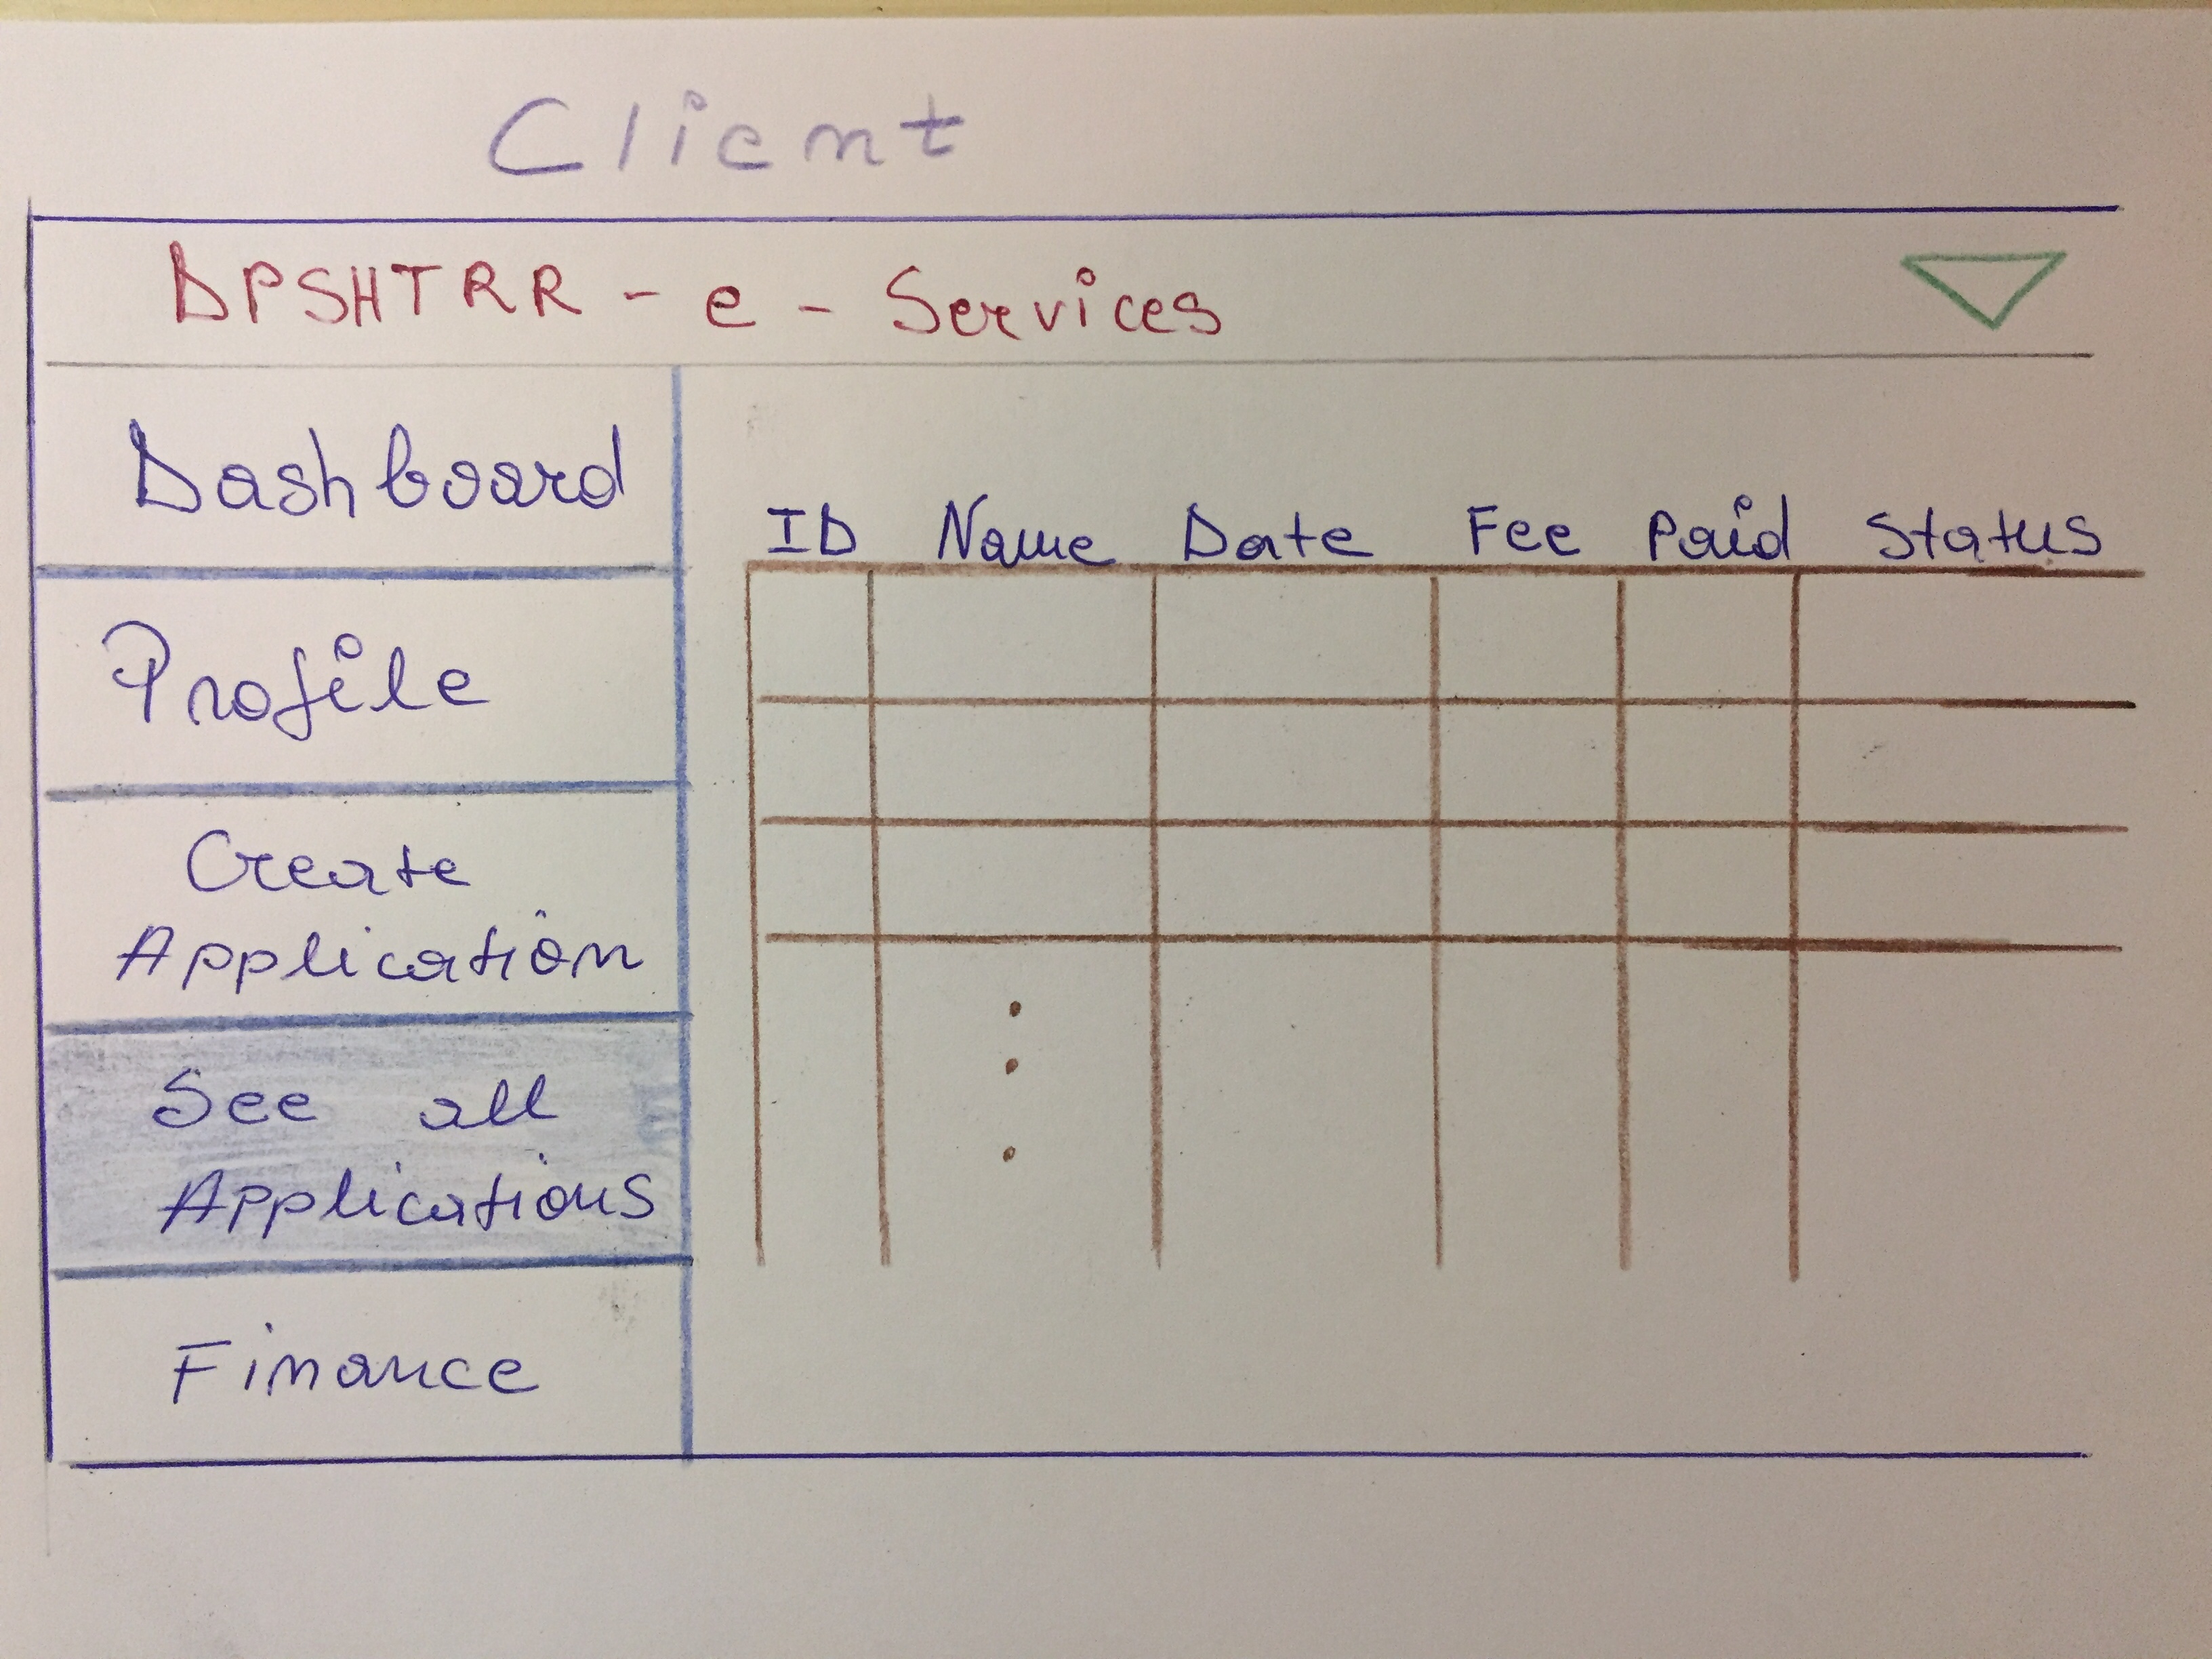 Client
DPSHTRR - e - Services
Dashboard
ID Name Date Fee Paid Status
Profile
Create
Application
See all
Applications
Finance